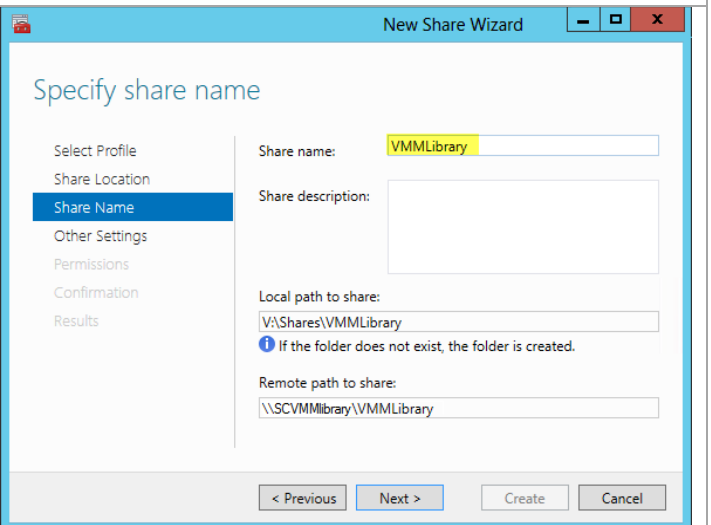 New Share Wizard
Specify share name
Select Profile
Share Location
Share Name
Other Settings
Permissions
Confirmation
Results
Share name:
VMMLibrary
Share description:
Local path to share:
V:\Shares\VMMLibrary
If the folder does not exist, the folder is created.
Remote path to share:
\\SCVMMlibrary\VMMLibrary
< Previous
Next >
Create
Cancel